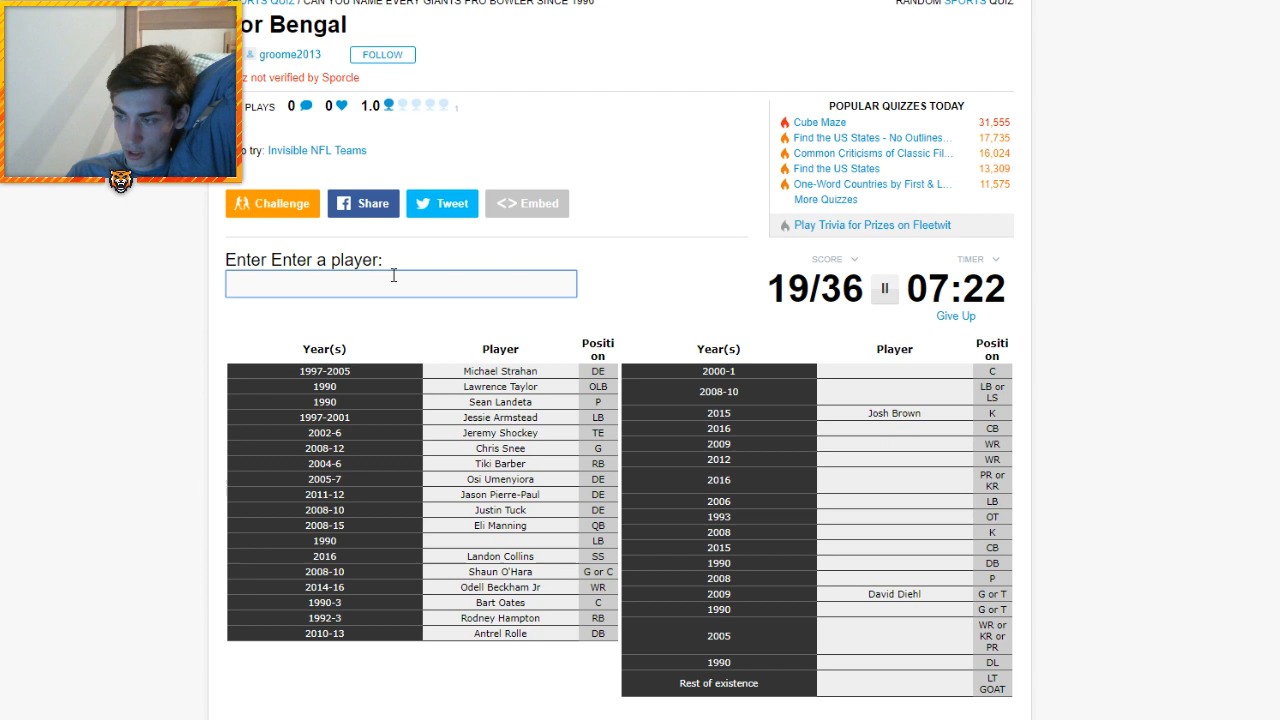 SPORTS QUIZ / CAN YOU NAME EVERY GIANTS PRO BOWLER SINCE 1990
RANDOM SPORTS QUIZ
or Bengal
groome2013
FOLLOW
z not verified by Sporcle
PLAYS 0 0 1.0 1
POPULAR QUIZZES TODAY
Cube Maze 31,555
Find the US States - No Outlines... 17,735
Common Criticisms of Classic Fil... 16,024
Find the US States 13,309
One-Word Countries by First & L... 11,575
More Quizzes
Play Trivia for Prizes on Fleetwit
o try: Invisible NFL Teams
Challenge Share Tweet <> Embed
Enter Enter a player:
SCORE TIMER
19/36 07:22
Give Up
Year(s) Player Positi on
1997-2005 Michael Strahan DE
1990 Lawrence Taylor OLB
1990 Sean Landeta P
1997-2001 Jessie Armstead LB
2002-6 Jeremy Shockey TE
2008-12 Chris Snee G
2004-6 Tiki Barber RB
2005-7 Osi Umenyiora DE
2011-12 Jason Pierre-Paul DE
2008-10 Justin Tuck DE
2008-15 Eli Manning QB
1990 LB
2016 Landon Collins SS
2008-10 Shaun O'Hara G or C
2014-16 Odell Beckham Jr WR
1990-3 Bart Oates C
1992-3 Rodney Hampton RB
2010-13 Antrel Rolle DB
Year(s) Player Positi on
2000-1 C
2008-10 LB or LS
2015 Josh Brown K
2016 CB
2009 WR
2012 WR
2016 PR or KR
2006 LB
1993 OT
2008 K
2015 CB
1990 DB
2008 P
2009 David Diehl G or T
1990 G or T
2005 WR or KR or PR
1990 DL
Rest of existence LT GOAT